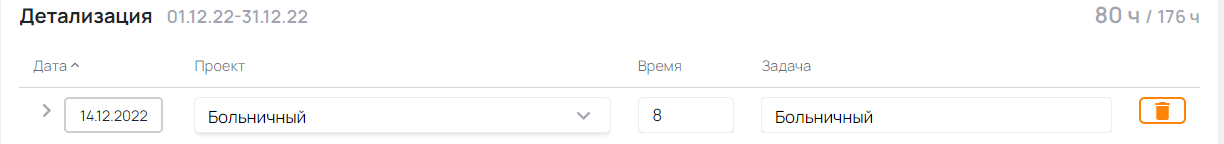 Детализация 01.12.22-31.12.22 80 ч / 176 ч
Дата Проект Время Задача
14.12.2022 Больничный 8 Больничный